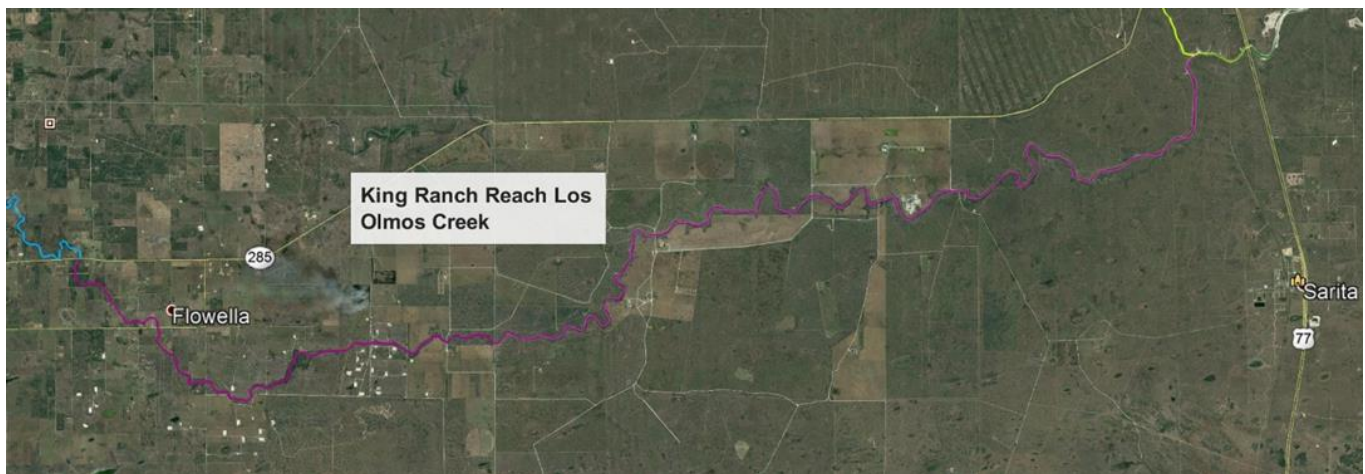 King Ranch Reach Los
Olmos Creek
285
Flowella
Sarita
77